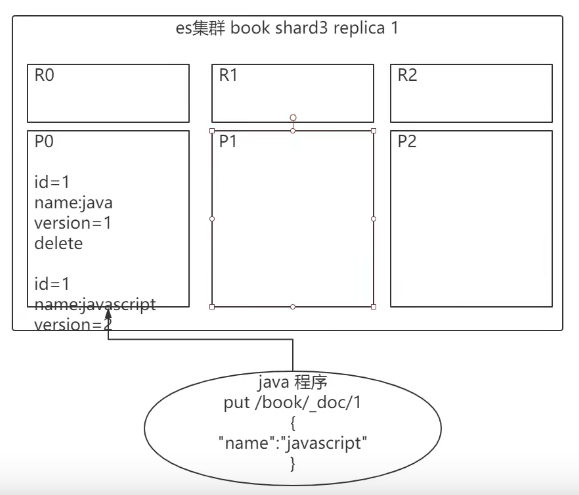 es集群 book shard3 replica 1
R0
R1
R2
P0
P1
P2
id=1
name:java
version=1
delete
id=1
name:javascript
version=2
java 程序
put /book/_doc/1
{
"name":"javascript"
}